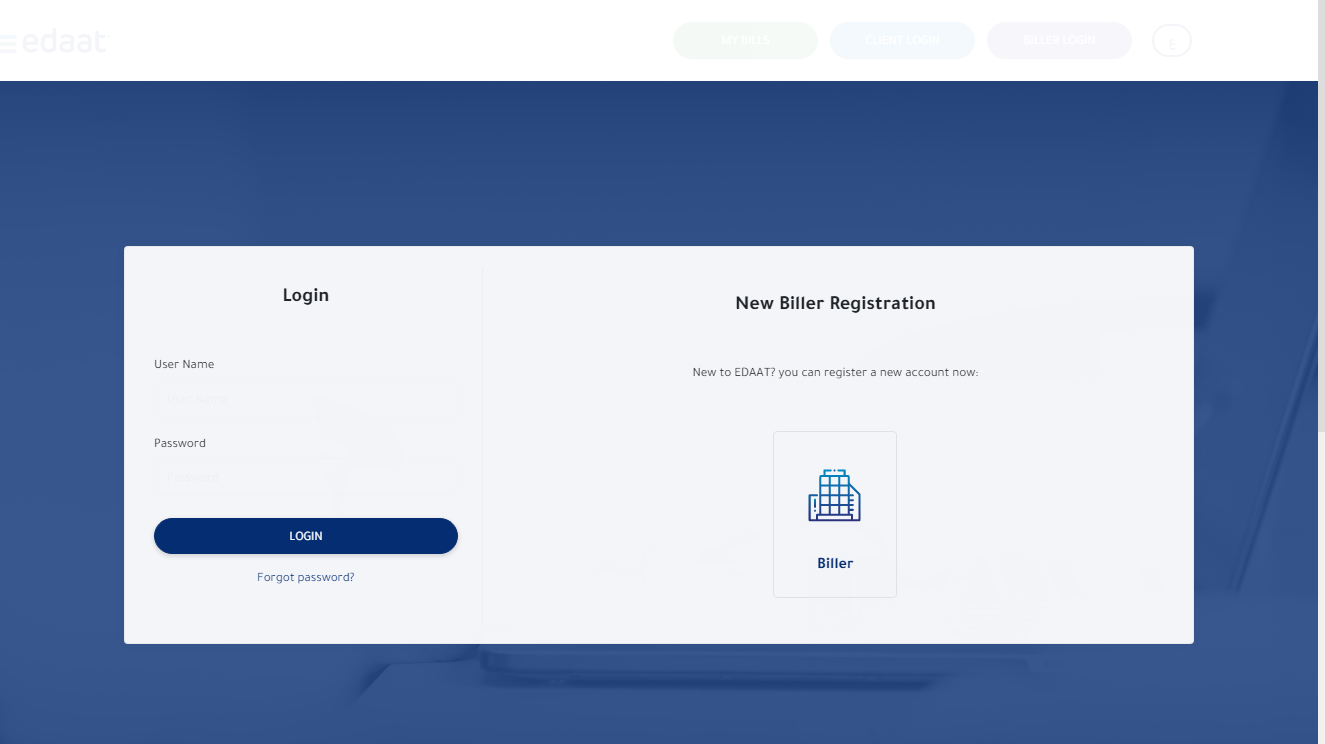 edaat
MY BILLS
CLIENT LOGIN
BILLER LOGIN
ع
Login
User Name
User Name
Password
Password
LOGIN
Forgot password?
New Biller Registration
New to EDAAT? you can register a new account now:
Biller